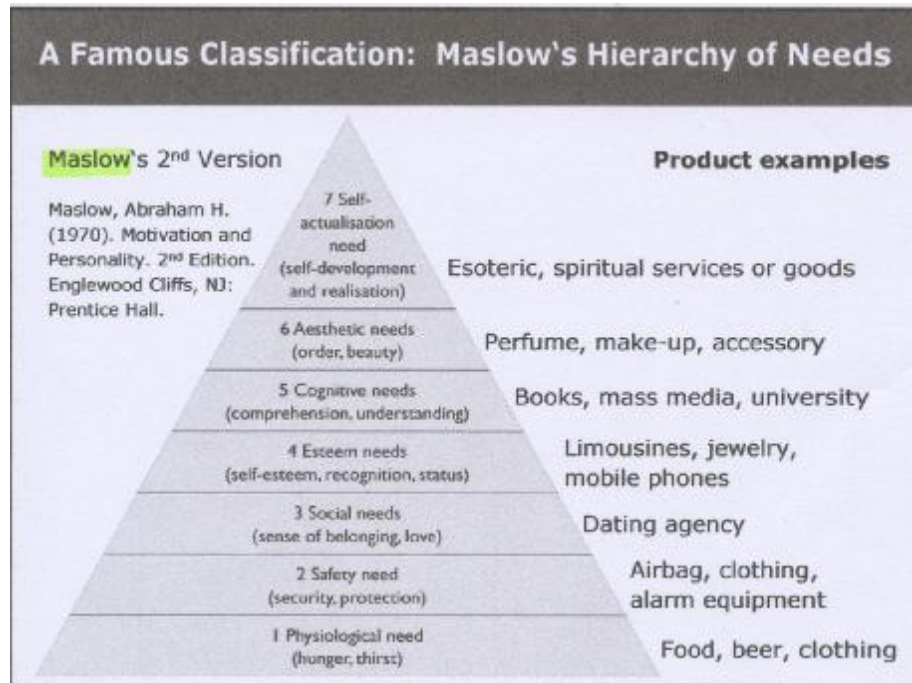 A Famous Classification: Maslow's Hierarchy of Needs
Maslow's 2nd Version
Maslow, Abraham H.
(1970). Motivation and
Personality. 2nd Edition.
Englewood Cliffs, NJ:
Prentice Hall.
Product examples
7 Self-
actualisation
need
(self-development
and realisation)
Esoteric, spiritual services or goods
6 Aesthetic needs
(order, beauty)
Perfume, make-up, accessory
5 Cognitive needs
(comprehension, understanding)
Books, mass media, university
4 Esteem needs
(self-esteem, recognition, status)
Limousines, jewelry,
mobile phones
3 Social needs
(sense of belonging, love)
Dating agency
2 Safety need
(security, protection)
Airbag, clothing,
alarm equipment
1 Physiological need
(hunger, thirst)
Food, beer, clothing